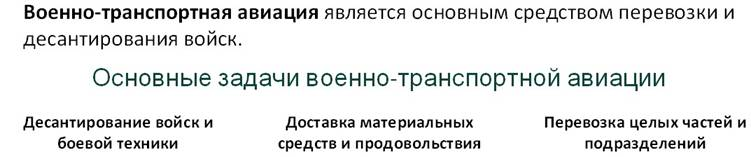 Военно-транспортная авиация является основным средством перевозки и
десантирования войск.
Основные задачи военно-транспортной авиации
Десантирование войск и
боевой техники
Доставка материальных
средств и продовольствия
Перевозка целых частей и
подразделений